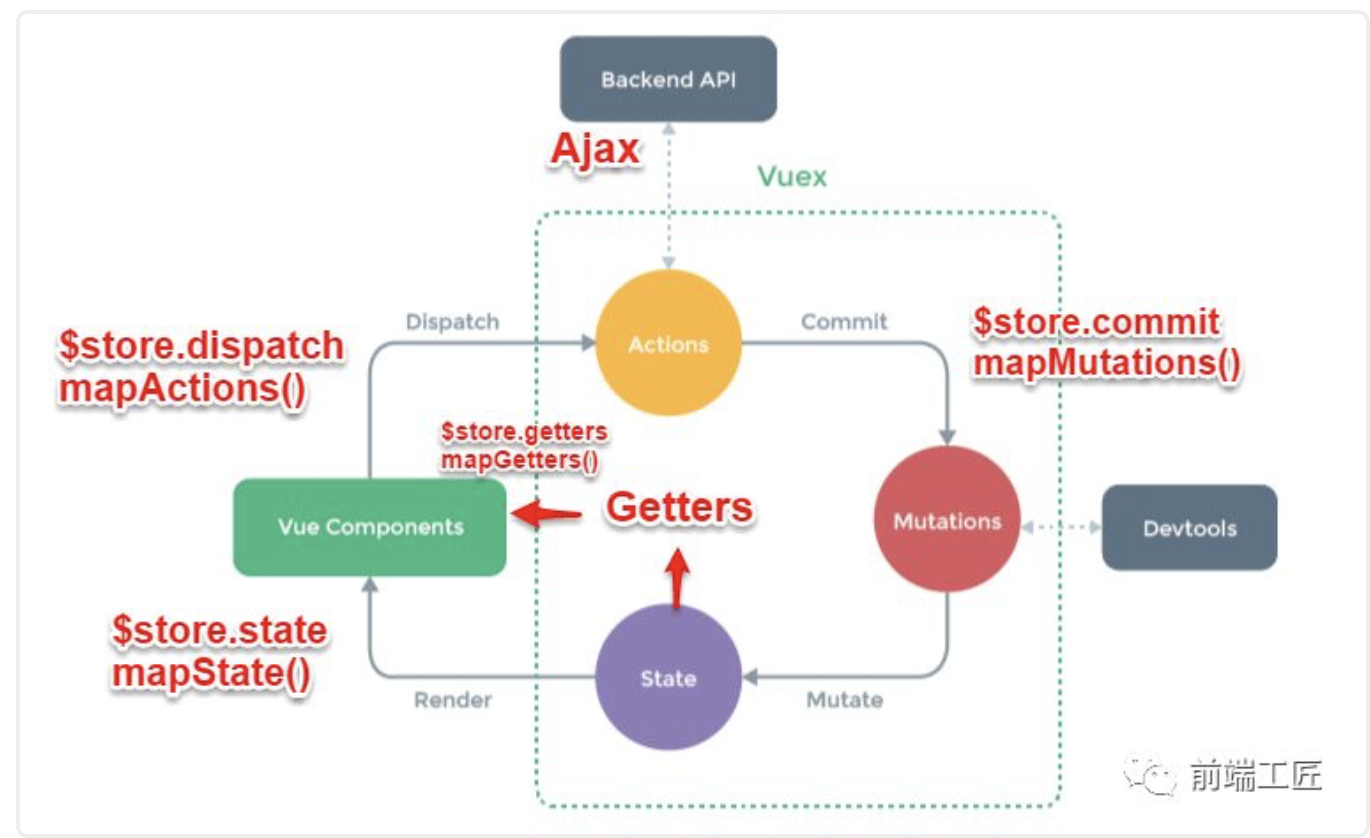 Backend API
Ajax
Vuex
Dispatch
Actions
Commit
$store.dispatch
mapActions()
$store.commit
mapMutations()
$store.getters
mapGetters()
Vue Components
Getters
Mutations
Devtools
$store.state
mapState()
Render
State
Mutate
前端工匠